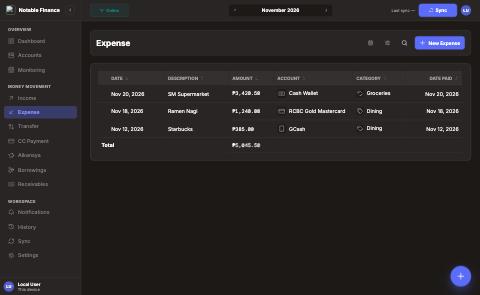 Notable Finance
Online
November 2026
Last sync —
Sync
LU
OVERVIEW
Dashboard
Accounts
Monitoring
MONEY MOVEMENT
Income
Expense
Transfer
CC Payment
Alkansya
Borrowings
Receivables
WORKSPACE
Notifications
History
Sync
Settings
LU
Local User
This device
Expense
New Expense
DATE DESCRIPTION AMOUNT ACCOUNT CATEGORY DATE PAID
Nov 20, 2026 SM Supermarket ₱3,420.50 Cash Wallet Groceries Nov 20, 2026
Nov 18, 2026 Ramen Nagi ₱1,240.00 RCBC Gold Mastercard Dining Nov 18, 2026
Nov 12, 2026 Starbucks ₱385.00 GCash Dining Nov 12, 2026
Total ₱5,045.50